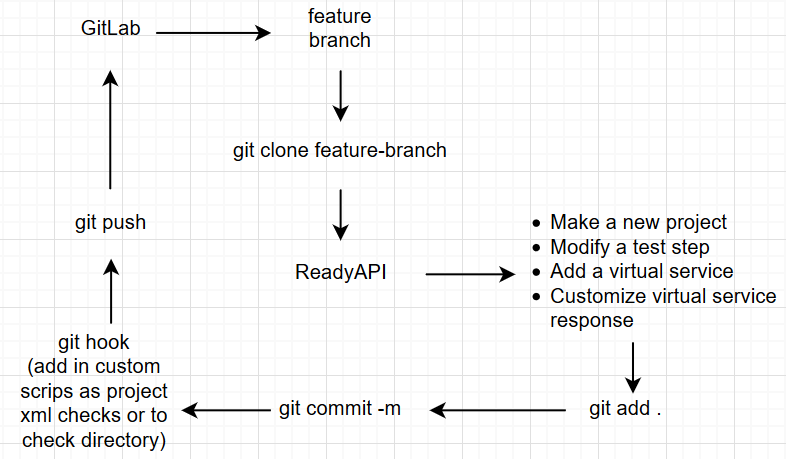 GitLab
feature
branch
git clone feature-branch
git push
ReadyAPI
• Make a new project
• Modify a test step
• Add a virtual service
• Customize virtual service
response
git hook
(add in custom
scrips as project
xml checks or to
check directory)
git commit -m
git add .